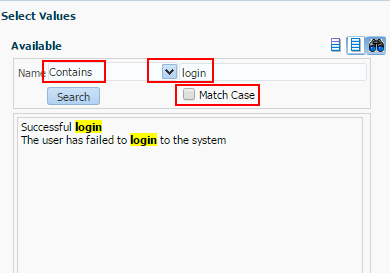 Select Values
Available
Name Contains login
Search Match Case
Successful login
The user has failed to login to the system